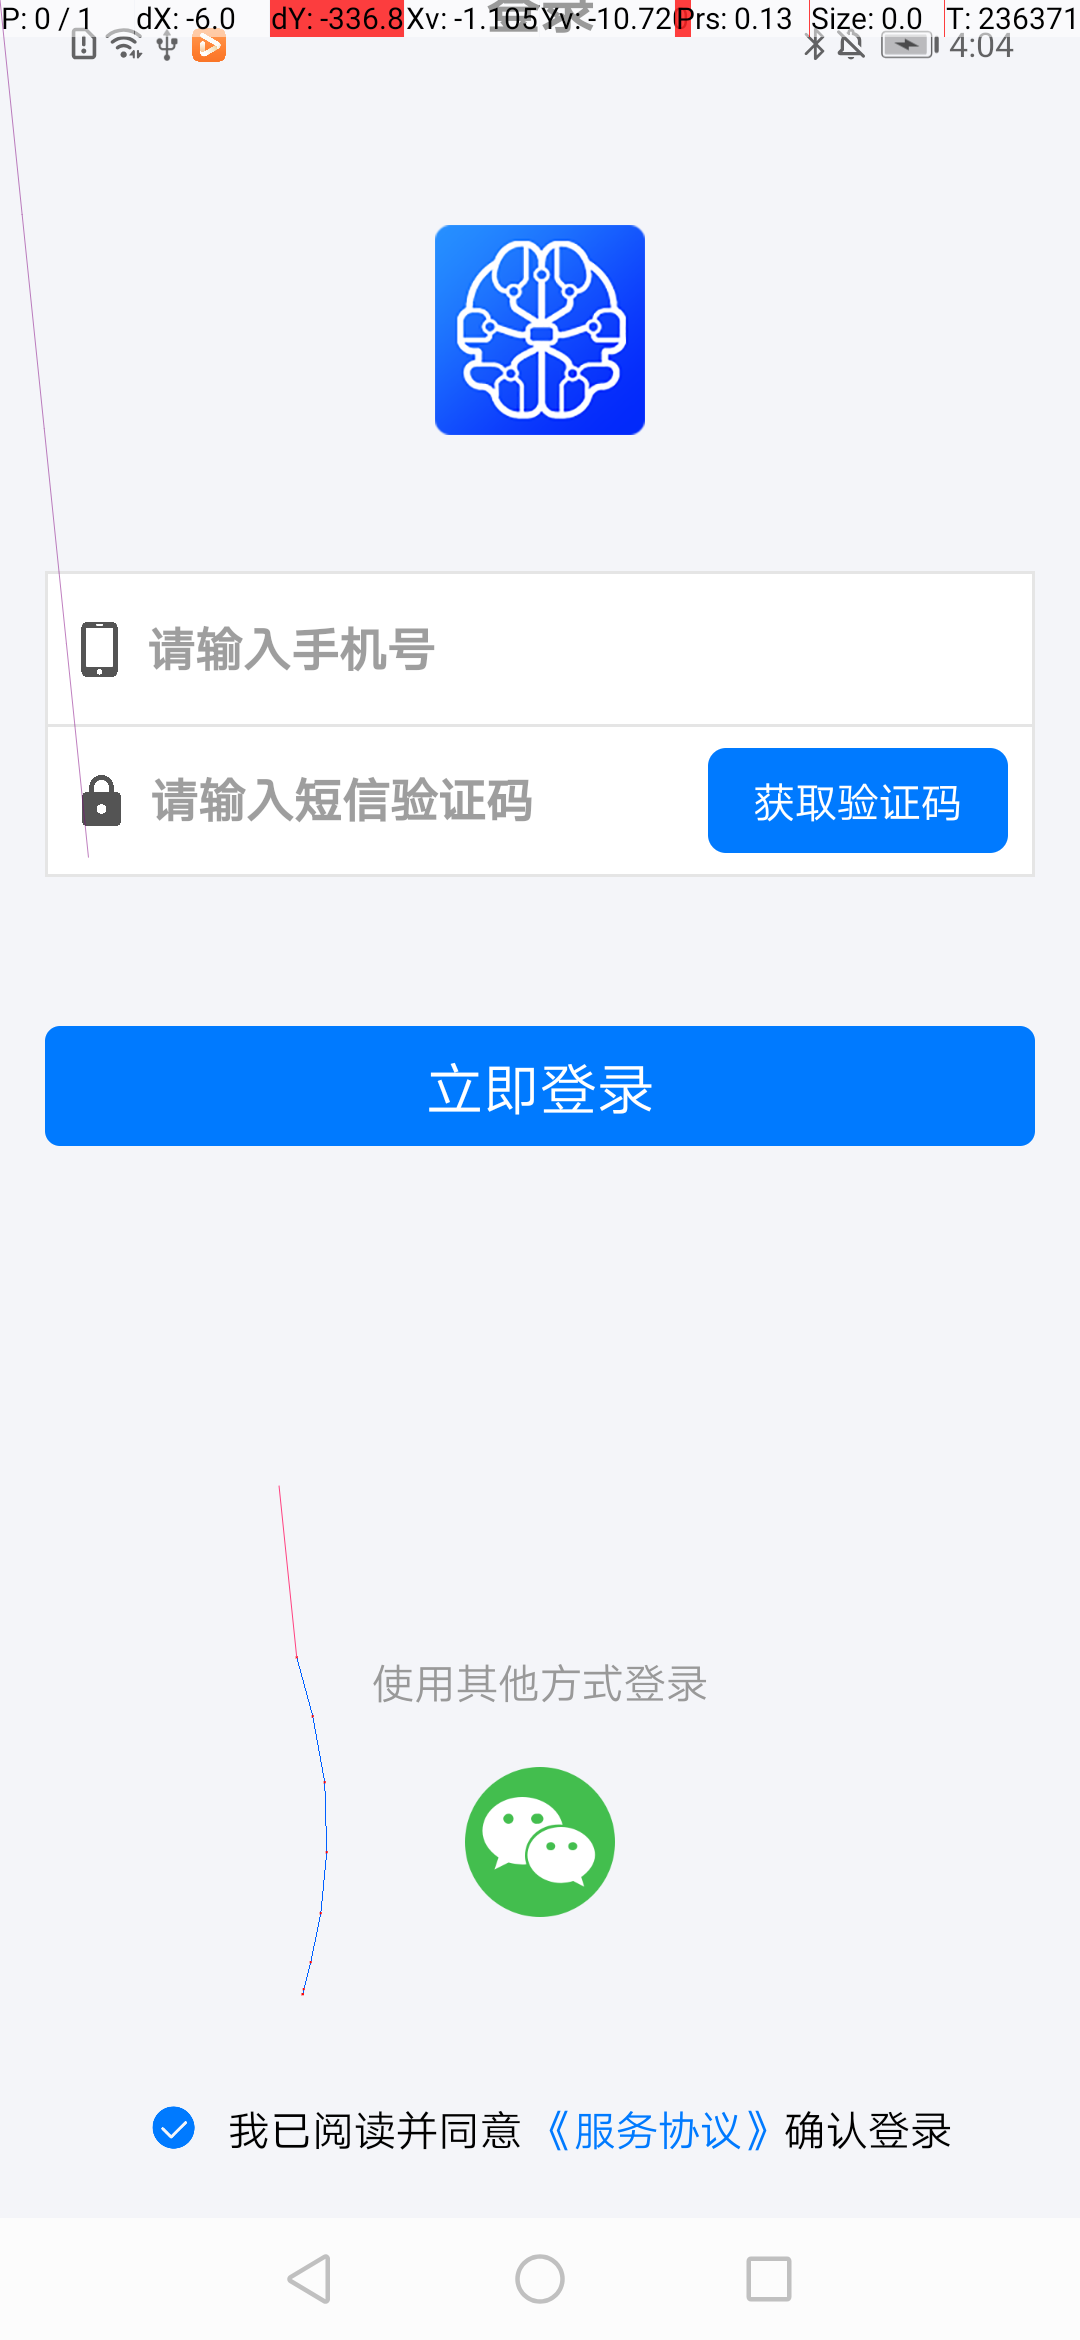 P: 0 / 1 dX: -6.0 dY: -336.8 Xv: -1.105 Yv: -10.720 Prs: 0.13 Size: 0.0 T: 236371
登录
4:04
请输入手机号
请输入短信验证码 获取验证码
立即登录
使用其他方式登录
我已阅读并同意《服务协议》确认登录